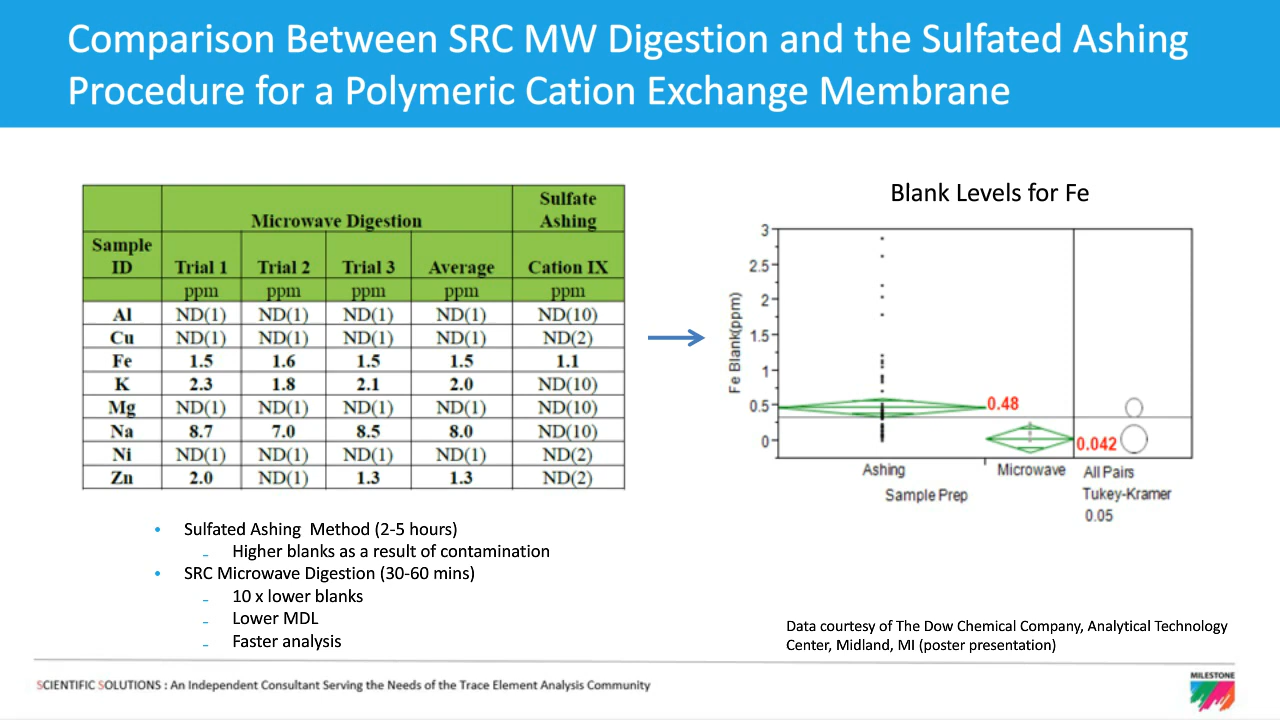 Comparison Between SRC MW Digestion and the Sulfated Ashing
Procedure for a Polymeric Cation Exchange Membrane
Sulfate
Microwave Digestion Ashing
Sample
ID Trial 1 Trial 2 Trial 3 Average Cation IX
ppm ppm ppm ppm ppm
Al ND(1) ND(1) ND(1) ND(1) ND(10)
Cu ND(1) ND(1) ND(1) ND(1) ND(2)
Fe 1.5 1.6 1.5 1.5 1.1
K 2.3 1.8 2.1 2.0 ND(10)
Mg ND(1) ND(1) ND(1) ND(1) ND(10)
Na 8.7 7.0 8.5 8.0 ND(10)
Ni ND(1) ND(1) ND(1) ND(1) ND(2)
Zn 2.0 ND(1) 1.3 1.3 ND(2)
Blank Levels for Fe
Fe Blank(ppm)
3
2.5
2
1.5
1
0.5
0
0.48
0.042
Ashing Microwave All Pairs
Sample Prep Tukey-Kramer
0.05
• Sulfated Ashing Method (2-5 hours)
– Higher blanks as a result of contamination
• SRC Microwave Digestion (30-60 mins)
– 10 x lower blanks
– Lower MDL
– Faster analysis
Data courtesy of The Dow Chemical Company, Analytical Technology
Center, Midland, MI (poster presentation)
SCIENTIFIC SOLUTIONS : An Independent Consultant Serving the Needs of the Trace Element Analysis Community
MILESTONE